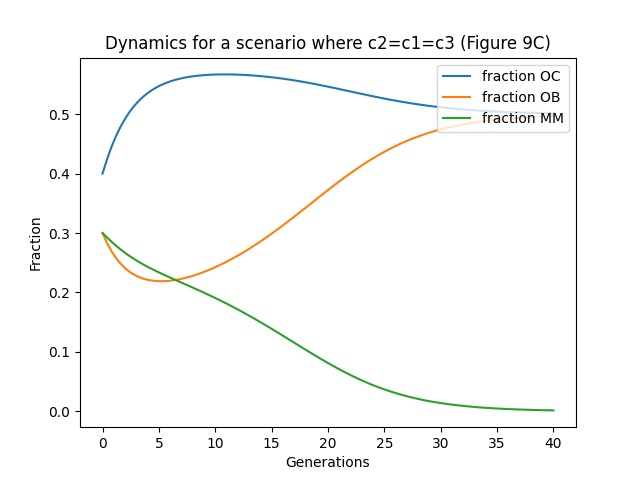 Dynamics for a scenario where c2=c1=c3 (Figure 9C)
fraction OC
fraction OB
fraction MM
Fraction
0.5
0.4
0.3
0.2
0.1
0.0
0 5 10 15 20 25 30 35 40
Generations